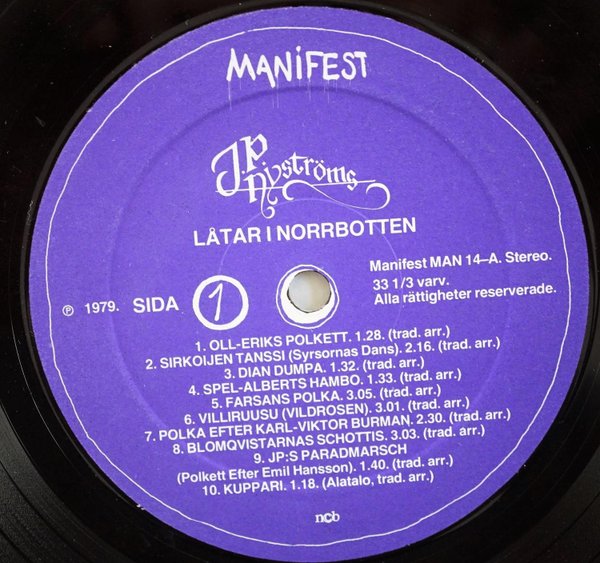 MANIFEST
J.P. Nyströms
LÅTAR I NORRBOTTEN
Manifest MAN 14–A. Stereo.
33 1/3 varv.
Alla rättigheter reserverade.
℗ 1979. SIDA 1
1. OLL-ERIKS POLKETT. 1.28. (trad. arr.)
2. SIRKOIJEN TANSSI (Syrsornas Dans). 2.16. (trad. arr.)
3. DIAN DUMPA. 1.32. (trad. arr.)
4. SPEL-ALBERTS HAMBO. 1.33. (trad. arr.)
5. FARSANS POLKA. 3.05. (trad. arr.)
6. VILLIRUUSU (VILDROSEN). 3.01. (trad. arr.)
7. POLKA EFTER KARL-VIKTOR BURMAN. 2.30. (trad. arr.)
8. BLOMQVISTARNAS SCHOTTIS. 3.03. (trad. arr.)
9. JP:S PARADMARSCH
(Polkett Efter Emil Hansson). 1.40. (trad. arr.)
10. KUPPARI. 1.18. (Alatalo, trad. arr.)
ncb